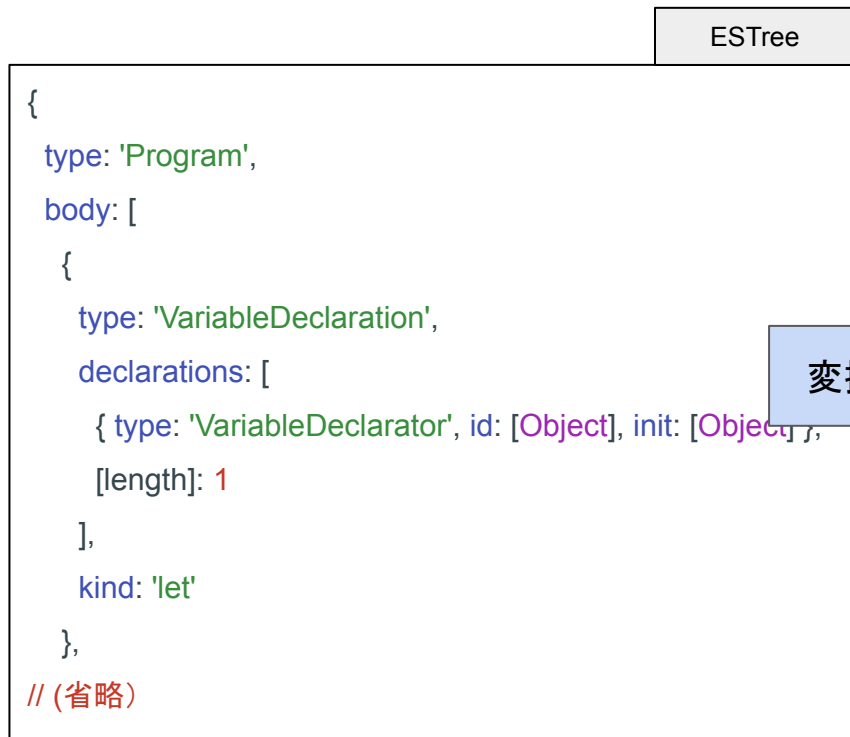 ESTree
{
type: 'Program',
body: [
{
type: 'VariableDeclaration',
declarations: [
{ type: 'VariableDeclarator', id: [Object], init: [Object] },
[length]: 1
],
kind: 'let'
},
// (省略）
変